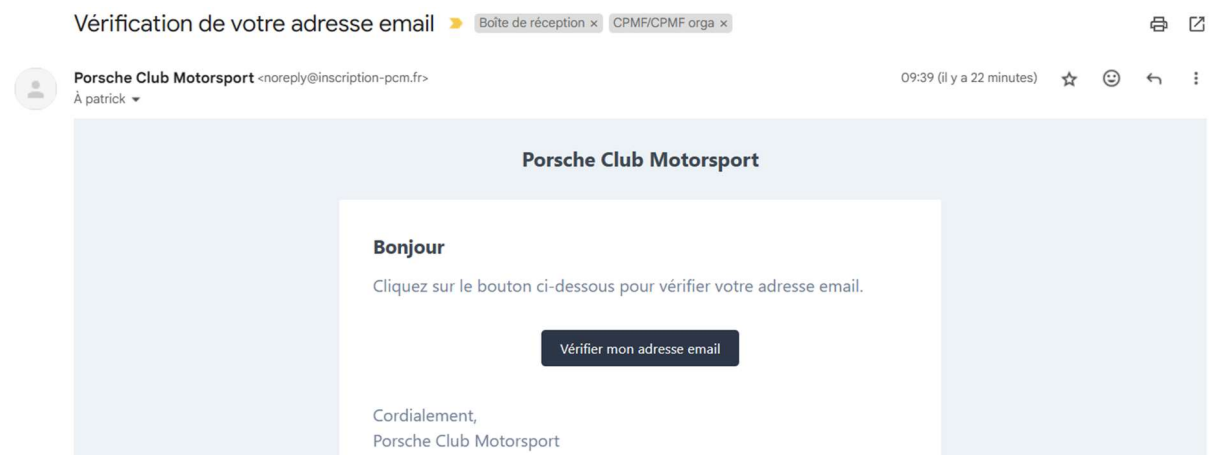 Vérification de votre adresse email Boîte de réception × CPMF/CPMF orga ×
Porsche Club Motorsport <noreply@inscription-pcm.fr> 09:39 (il y a 22 minutes)
À patrick
Porsche Club Motorsport
Bonjour
Cliquez sur le bouton ci-dessous pour vérifier votre adresse email.
Vérifier mon adresse email
Cordialement,
Porsche Club Motorsport